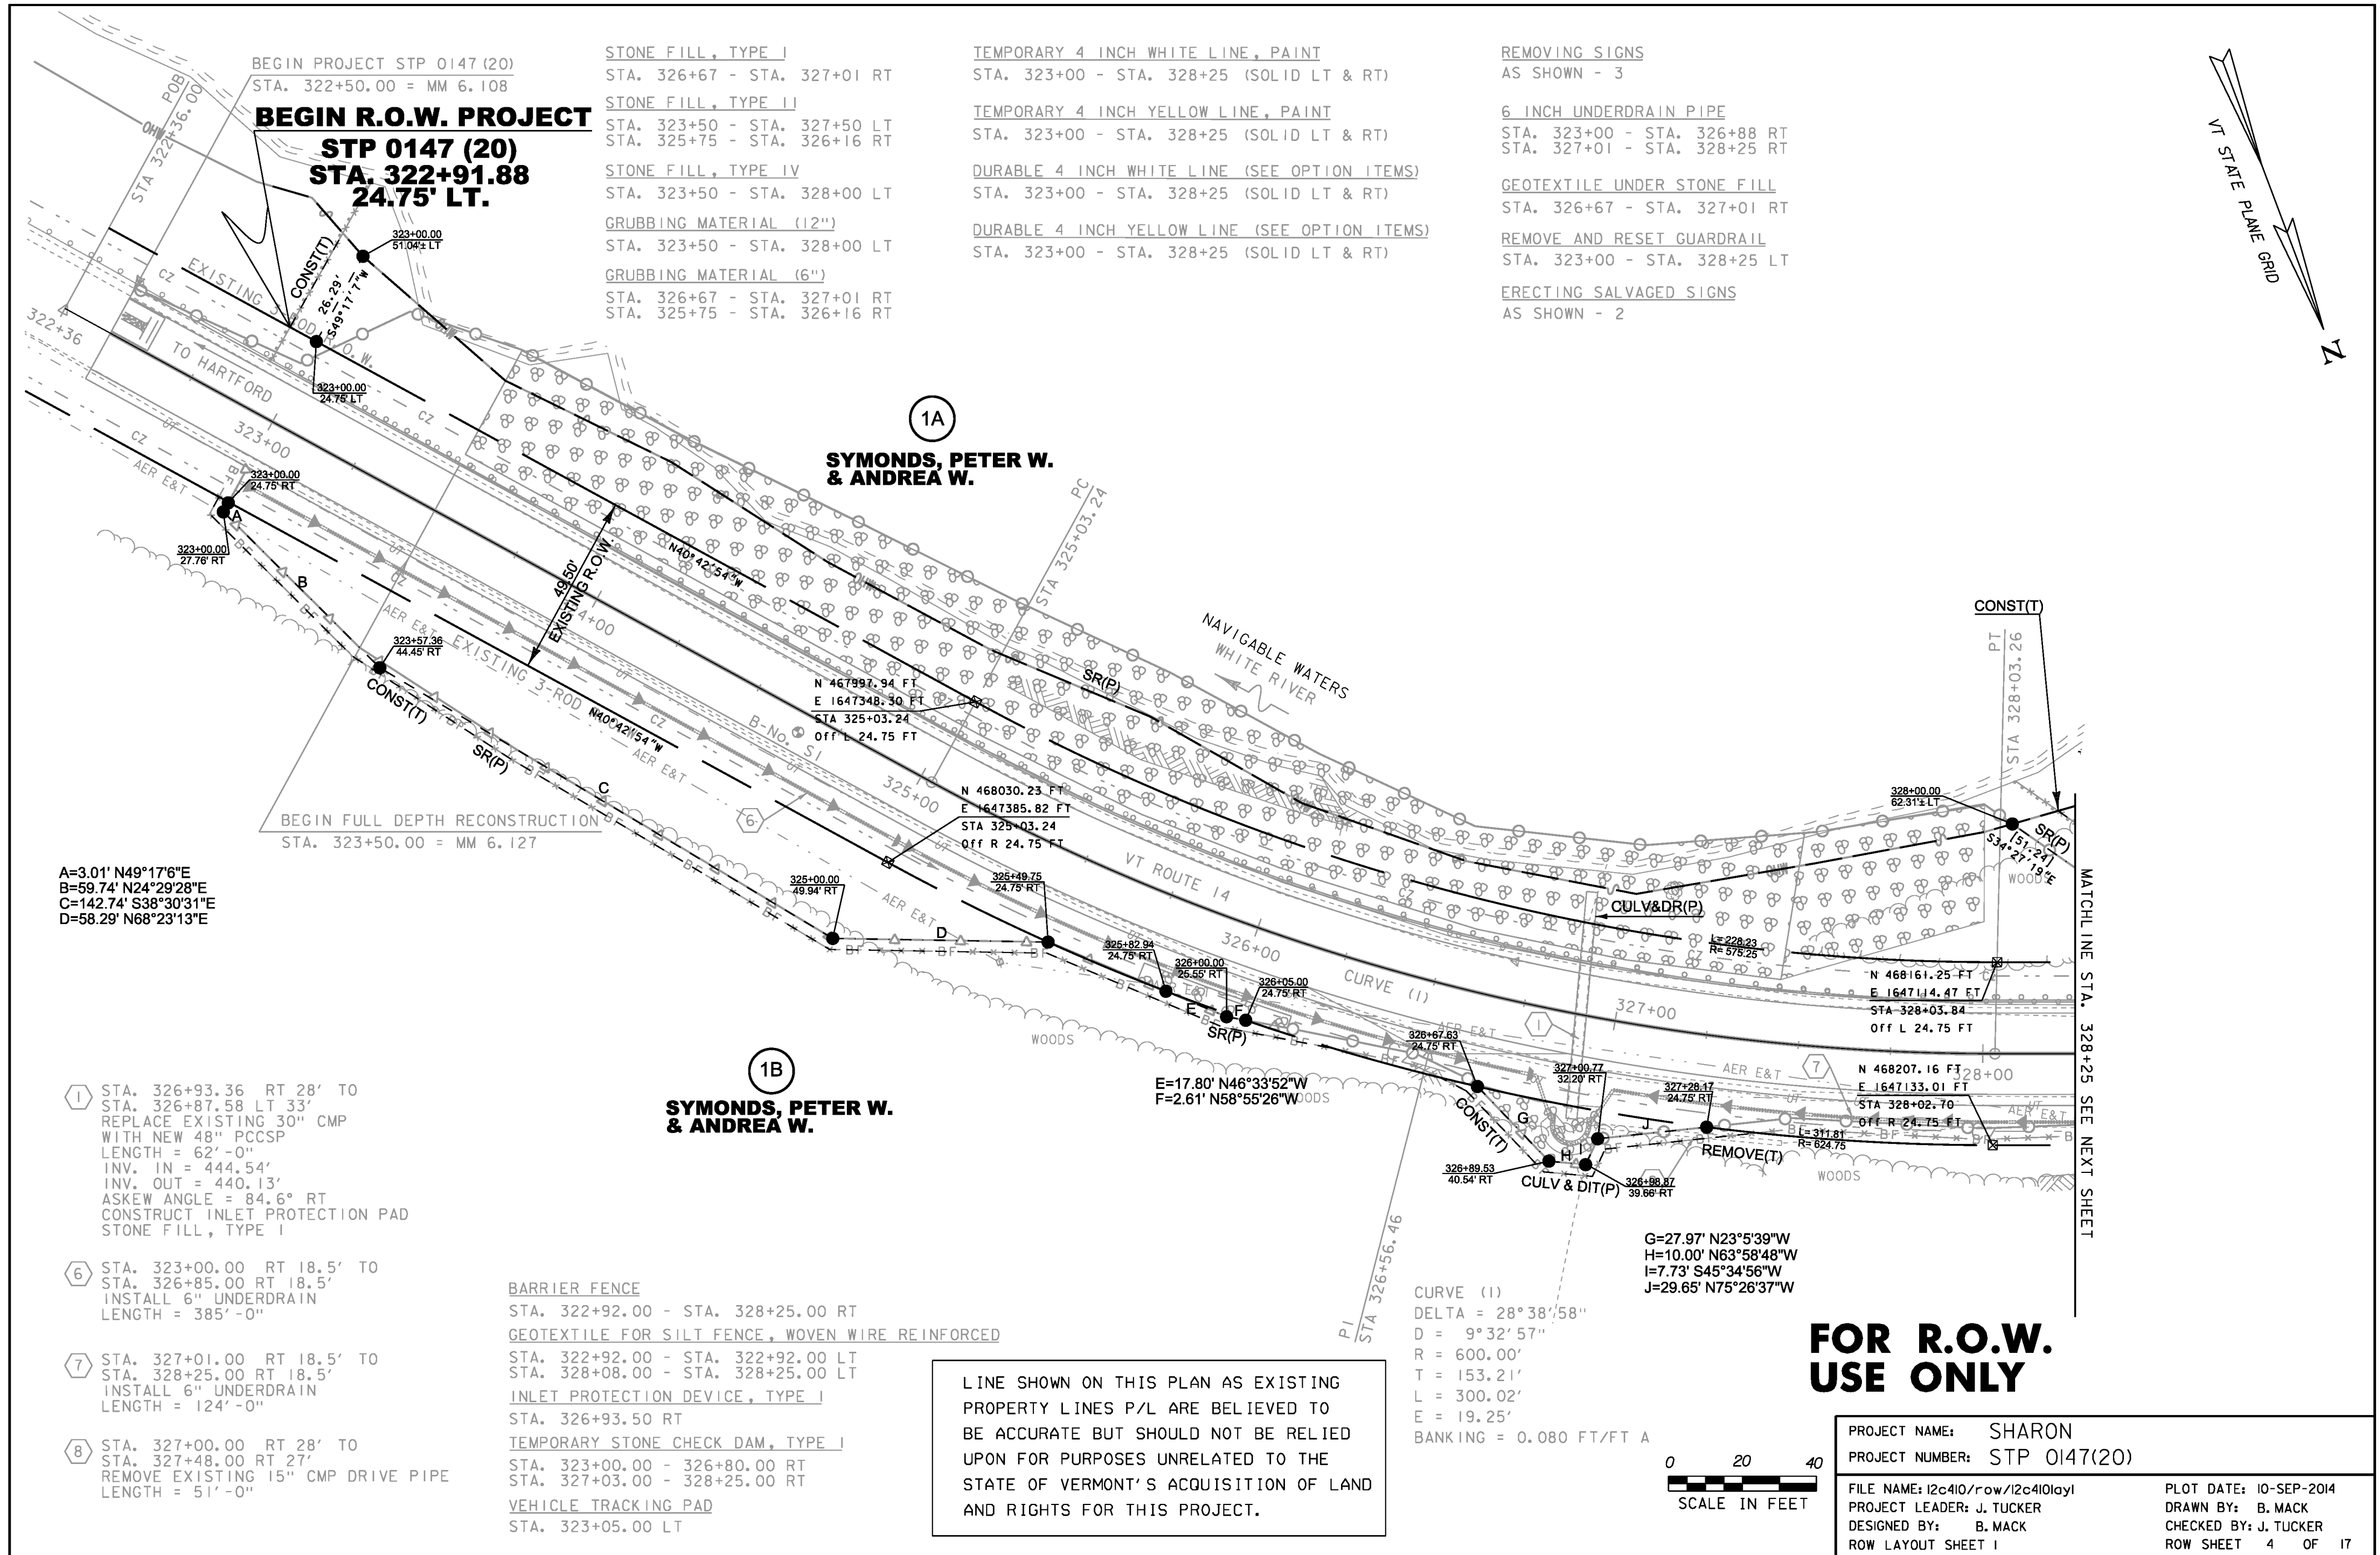 BEGIN PROJECT STP 0147 (20)
STA. 322+50.00 = MM 6.108
BEGIN R.O.W. PROJECT
STP 0147 (20)
STA. 322+91.88
24.75' LT.
POB
STA 322+36.00
STONE FILL, TYPE I
STA. 326+67 - STA. 327+01 RT
STONE FILL, TYPE II
STA. 323+50 - STA. 327+50 LT
STA. 325+75 - STA. 326+16 RT
STONE FILL, TYPE IV
STA. 323+50 - STA. 328+00 LT
GRUBBING MATERIAL (12")
STA. 323+50 - STA. 328+00 LT
GRUBBING MATERIAL (6")
STA. 326+67 - STA. 327+01 RT
STA. 325+75 - STA. 326+16 RT
TEMPORARY 4 INCH WHITE LINE, PAINT
STA. 323+00 - STA. 328+25 (SOLID LT & RT)
TEMPORARY 4 INCH YELLOW LINE, PAINT
STA. 323+00 - STA. 328+25 (SOLID LT & RT)
DURABLE 4 INCH WHITE LINE (SEE OPTION ITEMS)
STA. 323+00 - STA. 328+25 (SOLID LT & RT)
DURABLE 4 INCH YELLOW LINE (SEE OPTION ITEMS)
STA. 323+00 - STA. 328+25 (SOLID LT & RT)
REMOVING SIGNS
AS SHOWN - 3
6 INCH UNDERDRAIN PIPE
STA. 323+00 - STA. 326+88 RT
STA. 327+01 - STA. 328+25 RT
GEOTEXTILE UNDER STONE FILL
STA. 326+67 - STA. 327+01 RT
REMOVE AND RESET GUARDRAIL
STA. 323+00 - STA. 328+25 LT
ERECTING SALVAGED SIGNS
AS SHOWN - 2
VT STATE PLANE GRID
N
323+00.00
51.04'± LT
CONST(T)
26.29'
S49°17'7"W
EXISTING 3-ROD R.O.W.
323+00.00
24.75' LT
322+36
TO HARTFORD
323+00
323+00.00
24.75' RT
A
323+00.00
27.76' RT
B
323+57.36
44.45' RT
CONST(T)
SR(P)
C
49.50'
EXISTING R.O.W.
N40°42'54"W
EXISTING 3-ROD
N40°42'54"W
B-No. S1
1A
SYMONDS, PETER W.
& ANDREA W.
PC
STA 325+03.24
NAVIGABLE WATERS
WHITE RIVER
SR(P)
N 467997.94 FT
E 1647348.30 FT
STA 325+03.24
Off L 24.75 FT
325+00
N 468030.23 FT
E 1647385.82 FT
STA 325+03.24
Off R 24.75 FT
6
BEGIN FULL DEPTH RECONSTRUCTION
STA. 323+50.00 = MM 6.127
A=3.01' N49°17'6"E
B=59.74' N24°29'28"E
C=142.74' S38°30'31"E
D=58.29' N68°23'13"E
325+00.00
49.94' RT
D
AER E&T
325+49.75
24.75' RT
VT ROUTE 14
325+82.94
24.75' RT
326+00.00
25.55' RT
326+05.00
24.75' RT
326+00
E
F
SR(P)
CURVE (1)
CULV&DR(P)
L= 228.23
R= 575.25
CONST(T)
PT
STA 328+03.26
328+00.00
62.31'± LT
SR(P)
[51.24]
S34°27'19"E
WOODS
N 468161.25 FT
E 1647114.47 FT
STA 328+03.84
Off L 24.75 FT
MATCHLINE STA. 328+25 SEE NEXT SHEET
1
327+00
7
328+00
N 468207.16 FT
E 1647133.01 FT
STA 328+02.70
Off R 24.75 FT
AER E&T
L= 311.81
R= 624.75
326+67.63
24.75' RT
327+00.77
32.20' RT
327+28.17
24.75' RT
CONST(T)
G
H
I
J
REMOVE(T)
WOODS
326+89.53
40.54' RT
CULV & DIT(P)
326+98.87
39.66' RT
WOODS
WOODS
E=17.80' N46°33'52"W
F=2.61' N58°55'26"W
1B
SYMONDS, PETER W.
& ANDREA W.
G=27.97' N23°5'39"W
H=10.00' N63°58'48"W
I=7.73' S45°34'56"W
J=29.65' N75°26'37"W
PI
STA 326+56.46
1
STA. 326+93.36 RT 28' TO
STA. 326+87.58 LT 33'
REPLACE EXISTING 30" CMP
WITH NEW 48" PCCSP
LENGTH = 62'-0"
INV. IN = 444.54'
INV. OUT = 440.13'
ASKEW ANGLE = 84.6° RT
CONSTRUCT INLET PROTECTION PAD
STONE FILL, TYPE I
6
STA. 323+00.00 RT 18.5' TO
STA. 326+85.00 RT 18.5'
INSTALL 6" UNDERDRAIN
LENGTH = 385'-0"
7
STA. 327+01.00 RT 18.5' TO
STA. 328+25.00 RT 18.5'
INSTALL 6" UNDERDRAIN
LENGTH = 124'-0"
8
STA. 327+00.00 RT 28' TO
STA. 327+48.00 RT 27'
REMOVE EXISTING 15" CMP DRIVE PIPE
LENGTH = 51'-0"
BARRIER FENCE
STA. 322+92.00 - STA. 328+25.00 RT
GEOTEXTILE FOR SILT FENCE, WOVEN WIRE REINFORCED
STA. 322+92.00 - STA. 322+92.00 LT
STA. 328+08.00 - STA. 328+25.00 LT
INLET PROTECTION DEVICE, TYPE I
STA. 326+93.50 RT
TEMPORARY STONE CHECK DAM, TYPE I
STA. 323+00.00 - 326+80.00 RT
STA. 327+03.00 - 328+25.00 RT
VEHICLE TRACKING PAD
STA. 323+05.00 LT
LINE SHOWN ON THIS PLAN AS EXISTING
PROPERTY LINES P/L ARE BELIEVED TO
BE ACCURATE BUT SHOULD NOT BE RELIED
UPON FOR PURPOSES UNRELATED TO THE
STATE OF VERMONT'S ACQUISITION OF LAND
AND RIGHTS FOR THIS PROJECT.
CURVE (1)
DELTA = 28°38'58"
D = 9°32'57"
R = 600.00'
T = 153.21'
L = 300.02'
E = 19.25'
BANKING = 0.080 FT/FT A
FOR R.O.W.
USE ONLY
0 20 40
SCALE IN FEET
PROJECT NAME: SHARON
PROJECT NUMBER: STP 0147(20)
FILE NAME: 12c410/row/12c410lay1
PROJECT LEADER: J. TUCKER
DESIGNED BY: B. MACK
ROW LAYOUT SHEET 1
PLOT DATE: 10-SEP-2014
DRAWN BY: B. MACK
CHECKED BY: J. TUCKER
ROW SHEET 4 OF 17